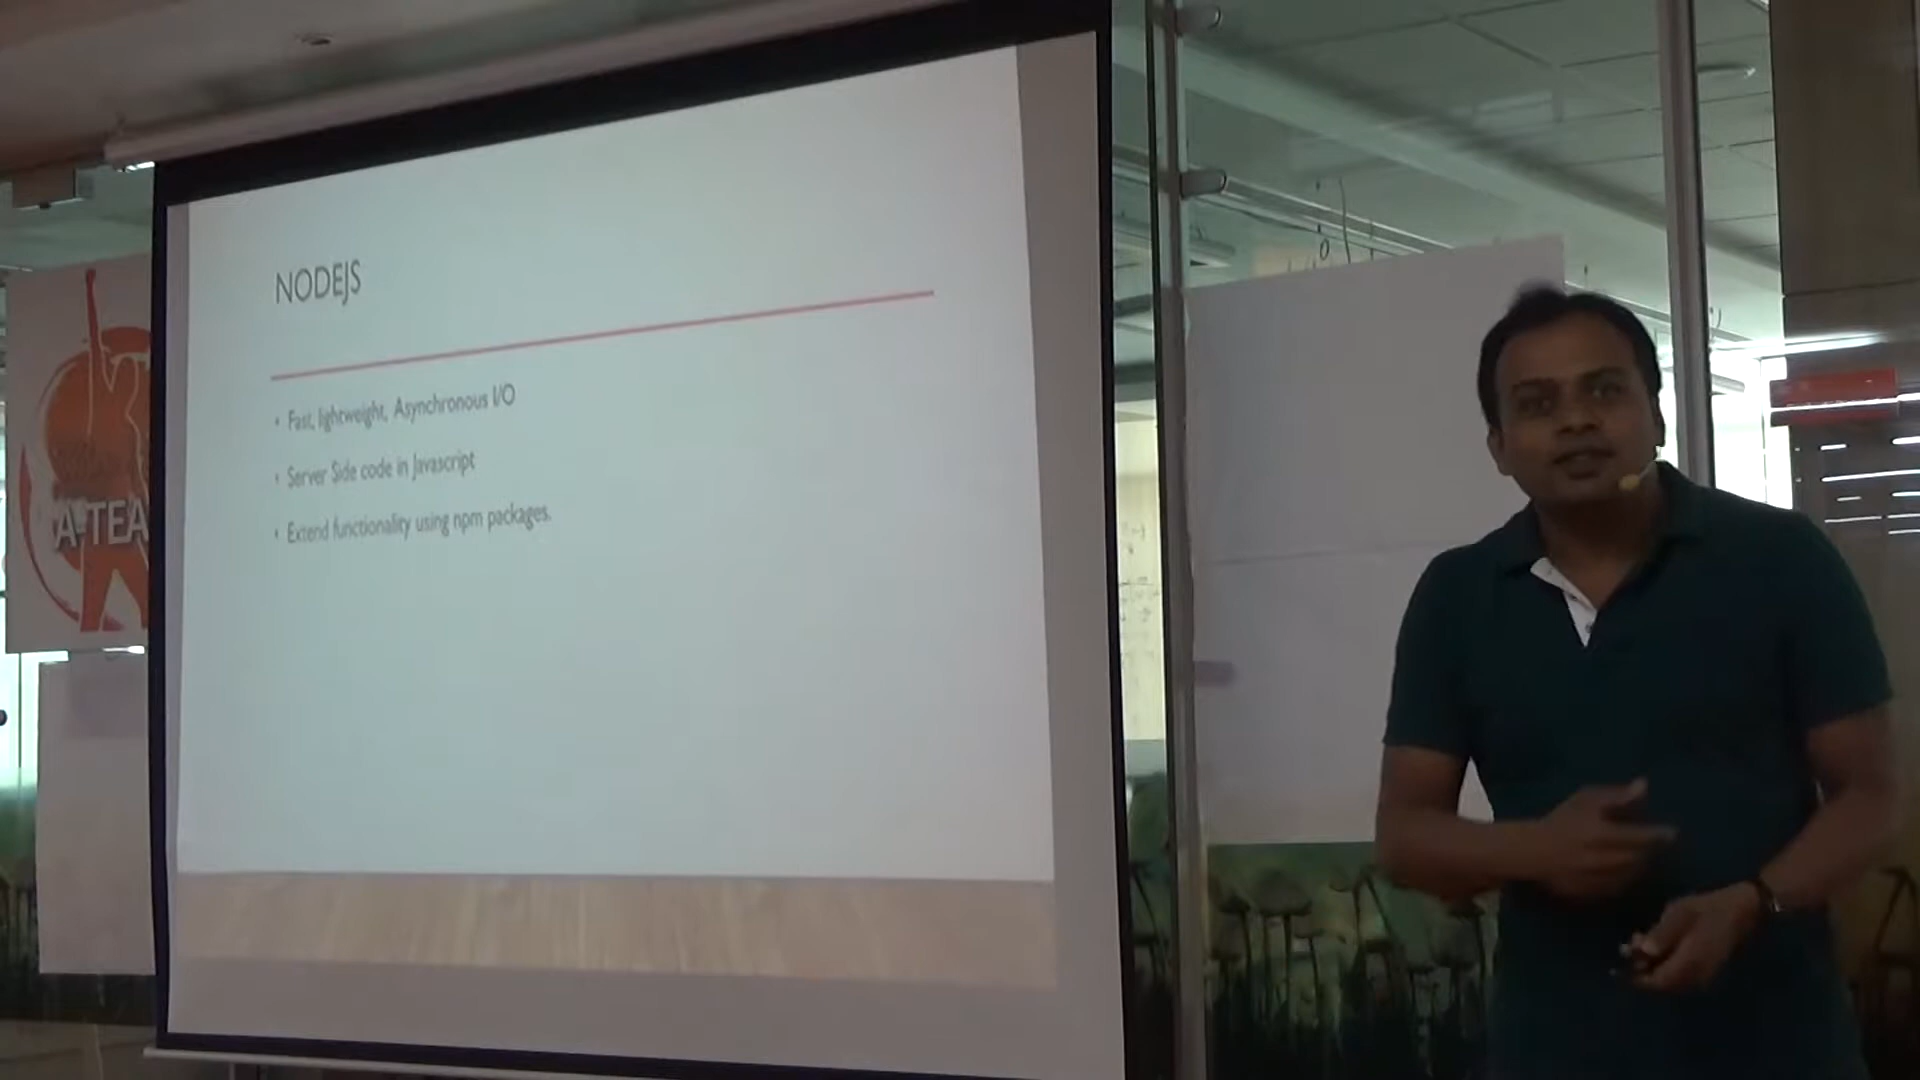 NODEJS
• Fast, lightweight, Asynchronous I/O
• Server Side code in Javascript
• Extend functionality using npm packages.
A-TEA